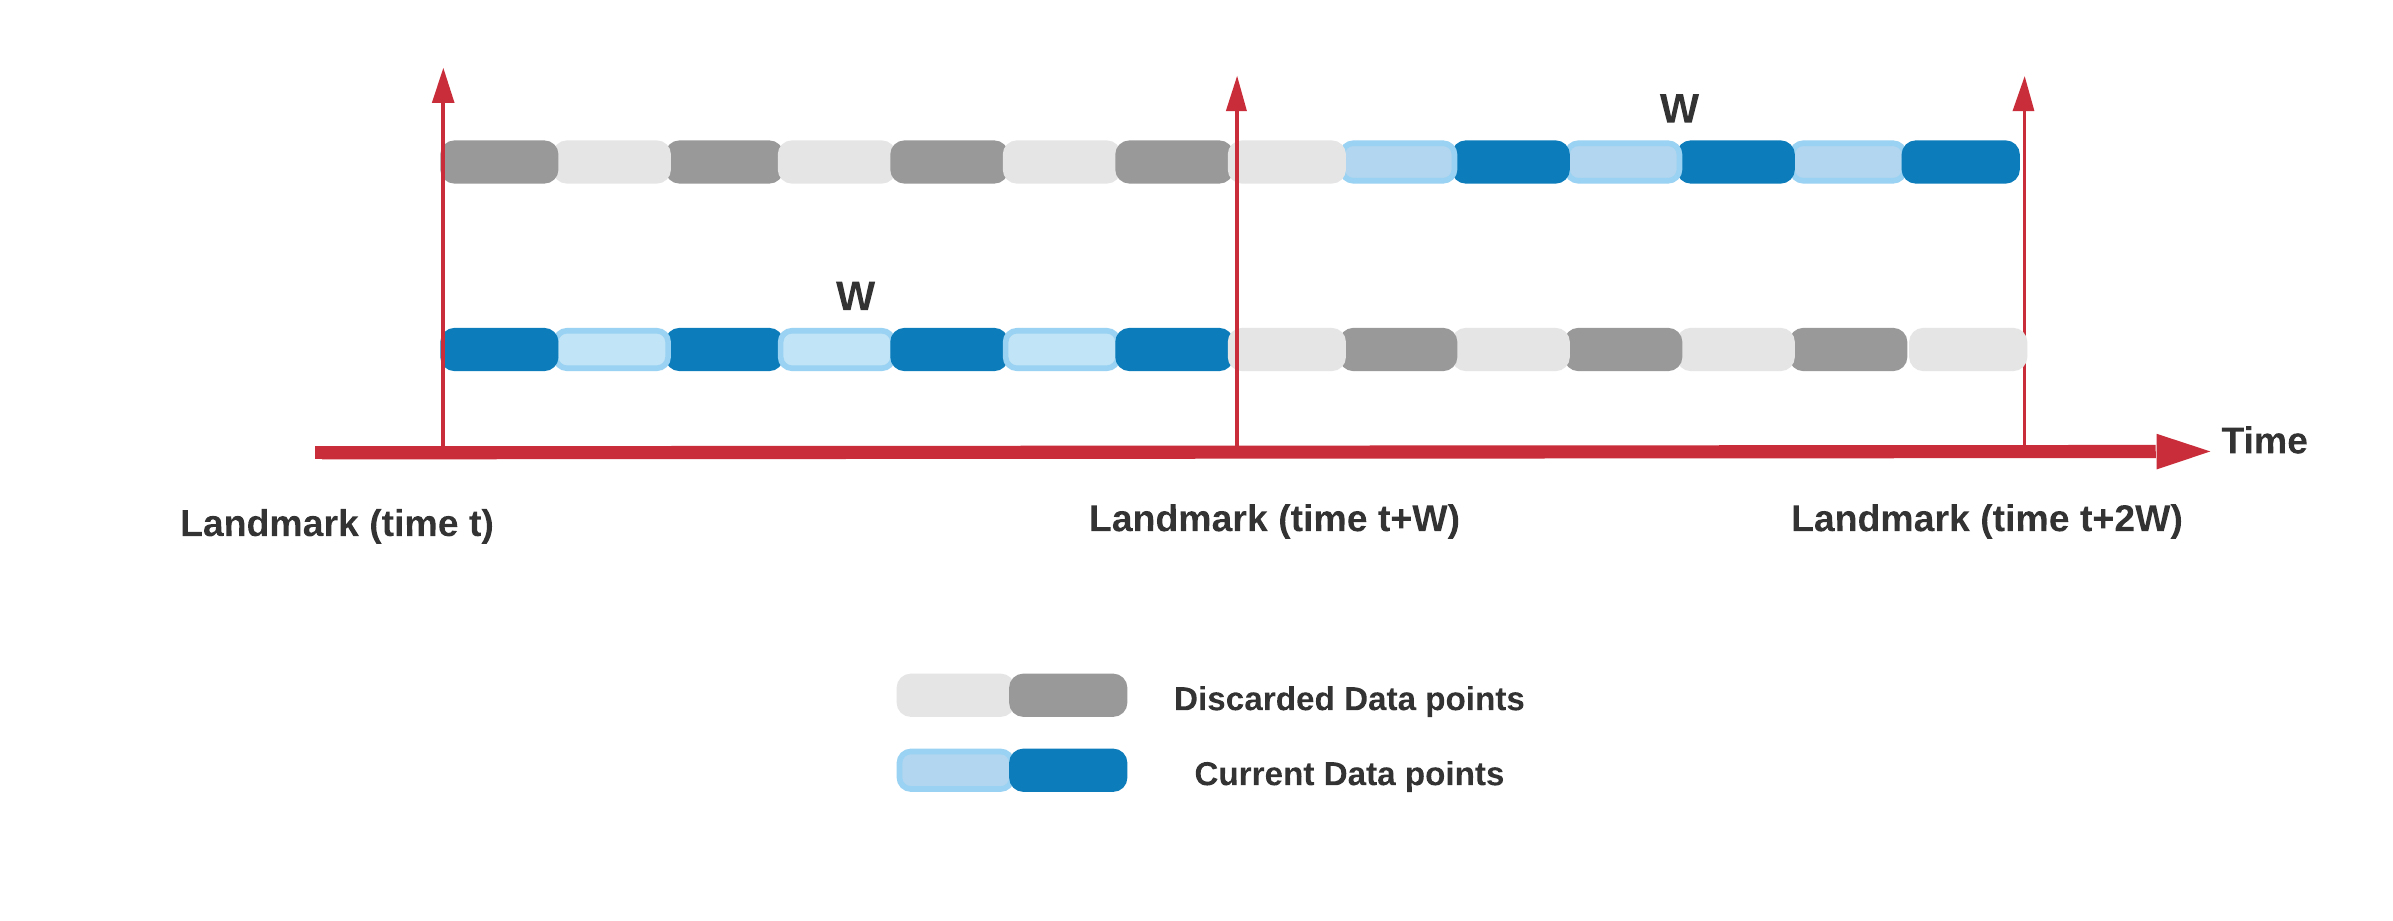 W
W
Time
Landmark (time t)
Landmark (time t+W)
Landmark (time t+2W)
Discarded Data points
Current Data points